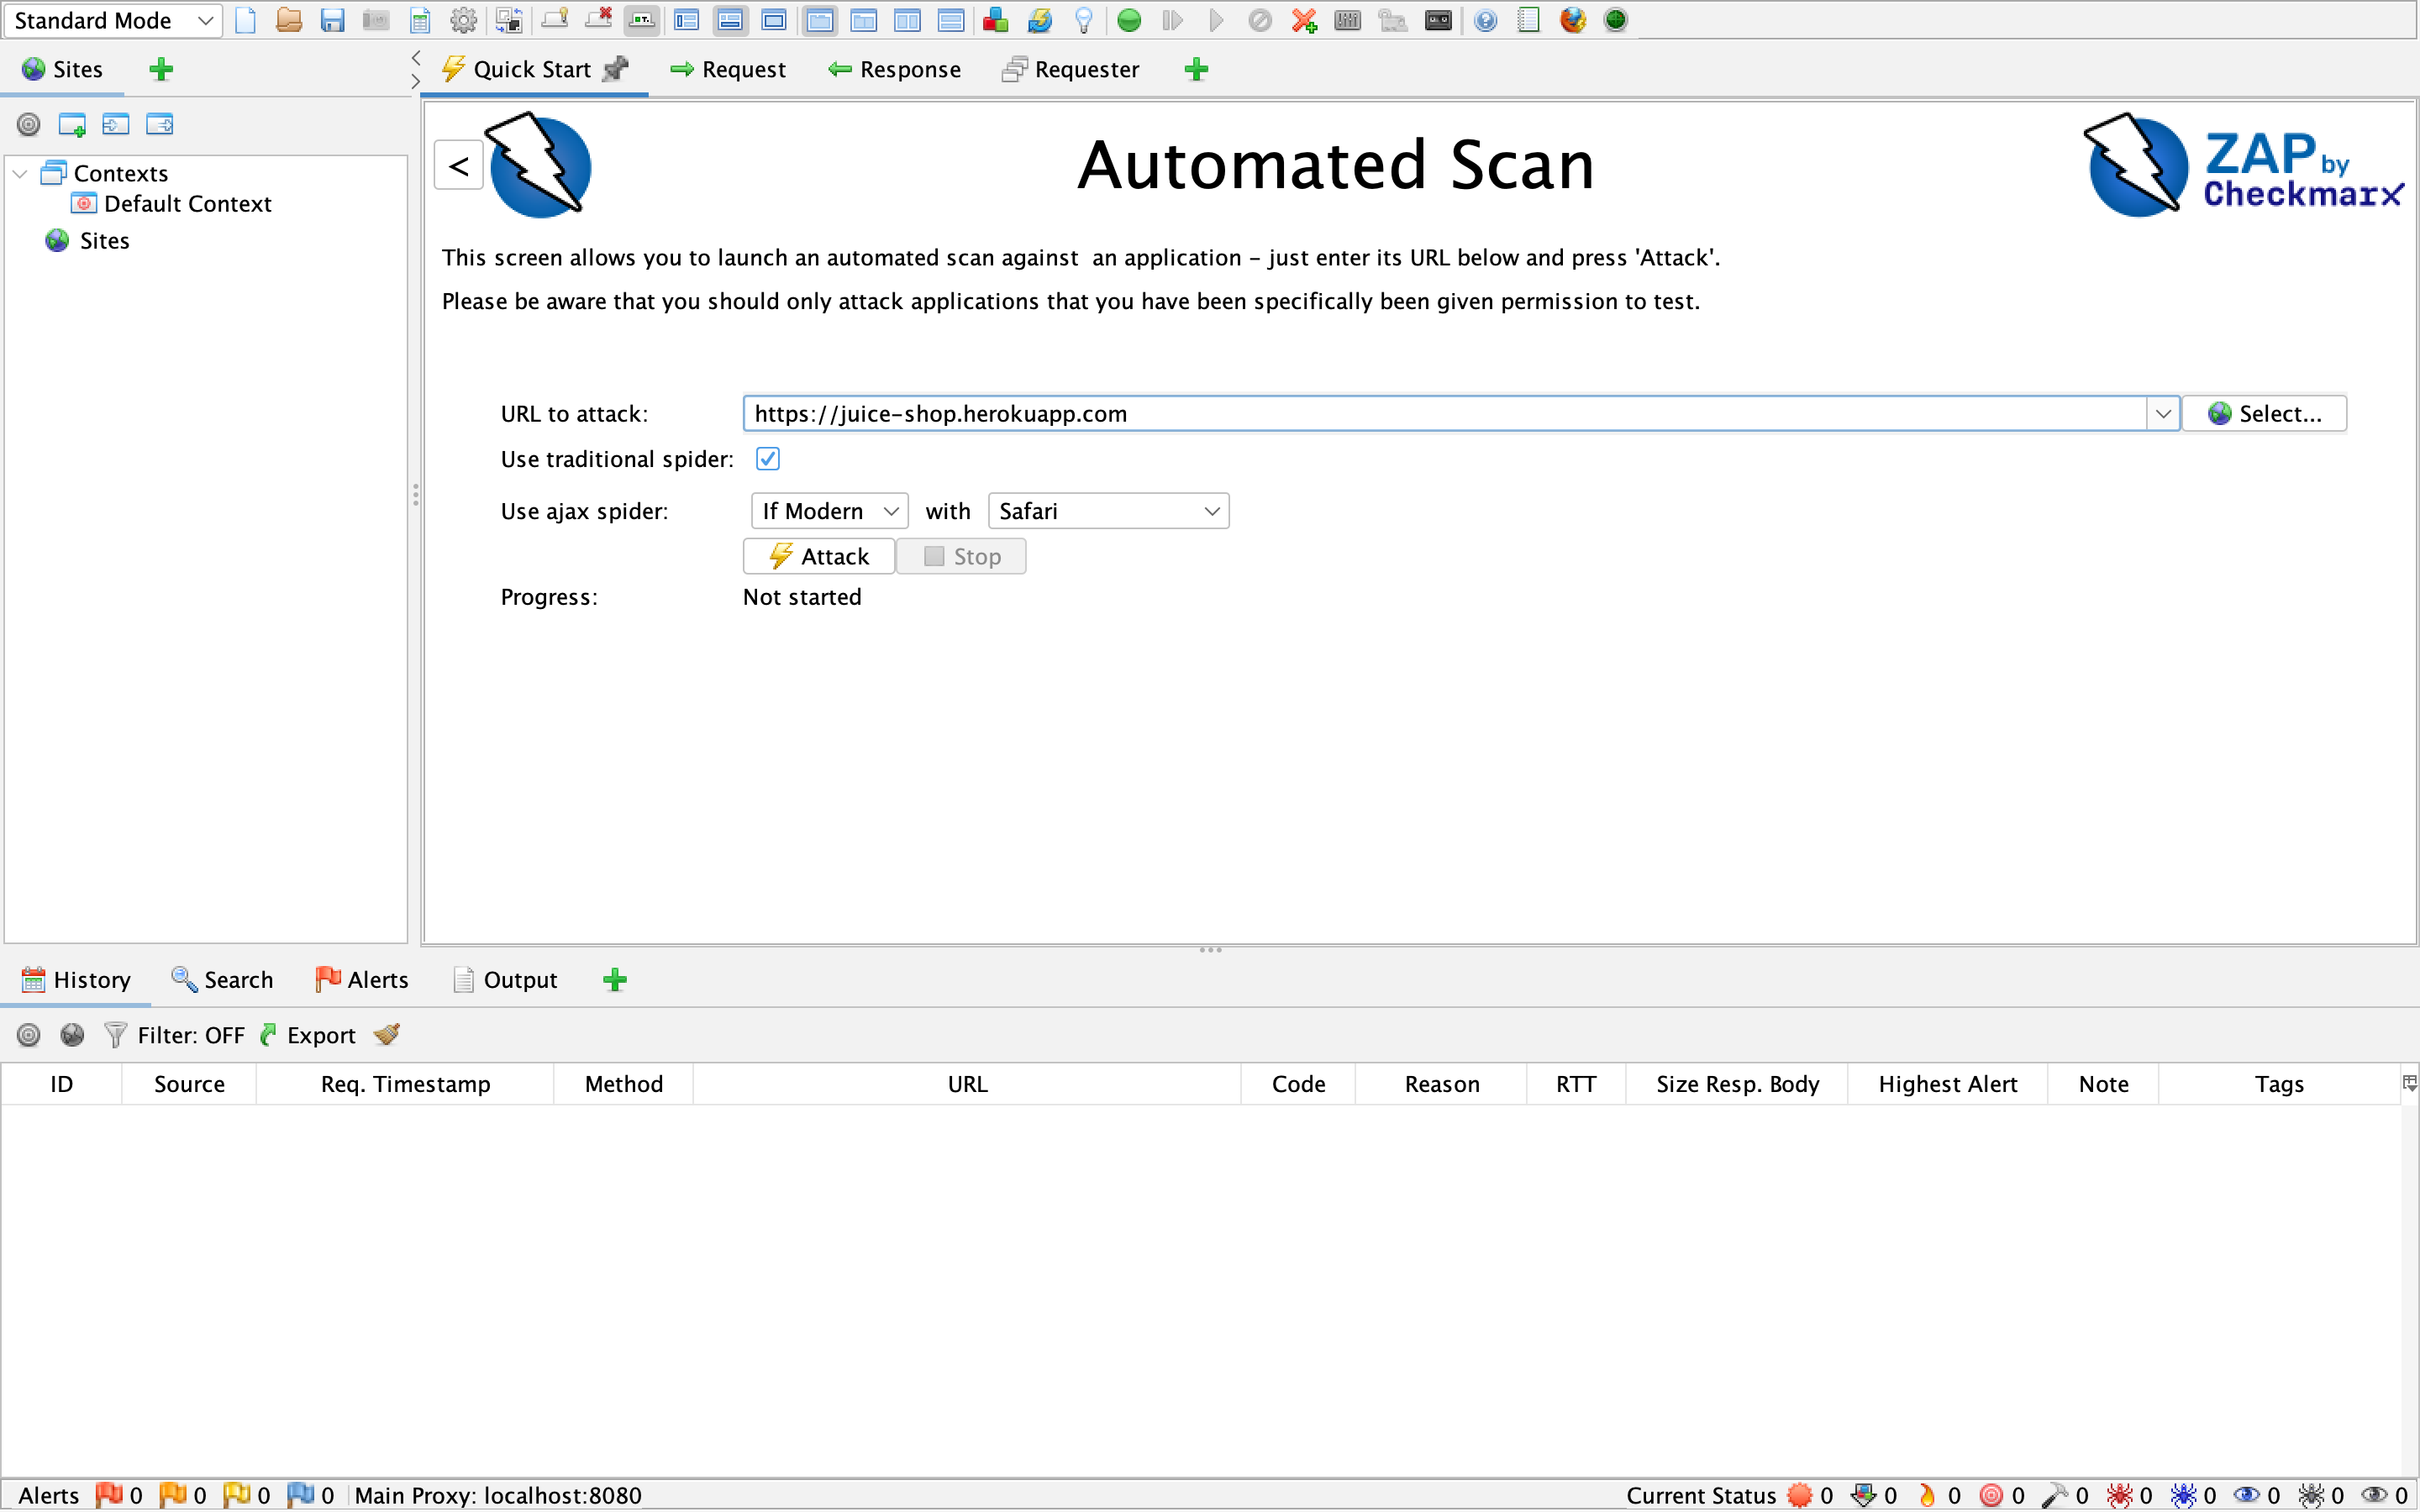 Standard Mode
Sites
Quick Start
Request
Response
Requester
Contexts
Default Context
Sites
<
Automated Scan
ZAP by
Checkmarx
This screen allows you to launch an automated scan against  an application – just enter its URL below and press 'Attack'.
Please be aware that you should only attack applications that you have been specifically been given permission to test.
URL to attack:
https://juice-shop.herokuapp.com
Select...
Use traditional spider:
Use ajax spider:
If Modern
with
Safari
Attack
Stop
Progress:
Not started
History
Search
Alerts
Output
Filter: OFF
Export
ID
Source
Req. Timestamp
Method
URL
Code
Reason
RTT
Size Resp. Body
Highest Alert
Note
Tags
Alerts 0 0 0 0 Main Proxy: localhost:8080
Current Status 0 0 0 0 0 0 0 0 0 0